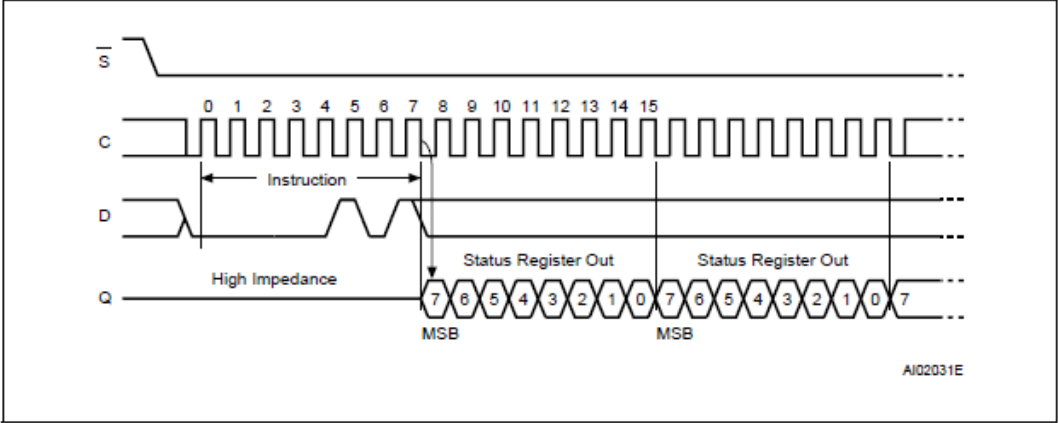 S
0 1 2 3 4 5 6 7 8 9 10 11 12 13 14 15
C
Instruction
D
Status Register Out Status Register Out
High Impedance
Q 7 6 5 4 3 2 1 0 7 6 5 4 3 2 1 0 7
MSB MSB
AI02031E